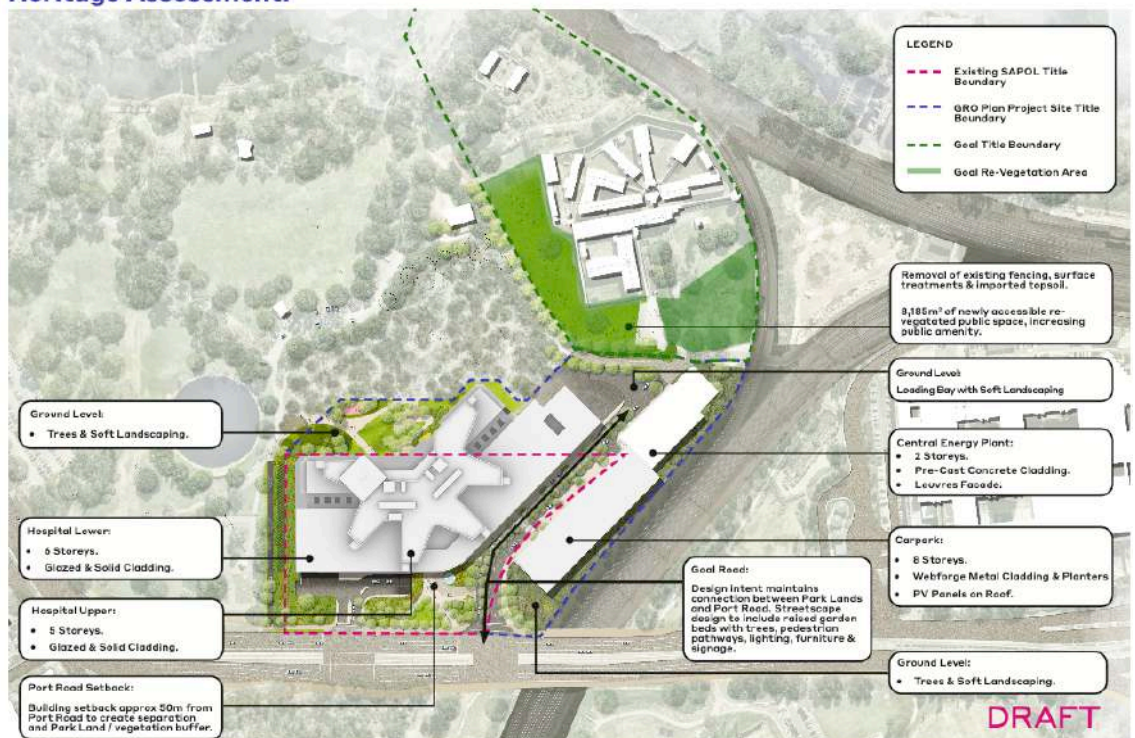 Heritage Assessment.
LEGEND
Existing SAPOL Title
Boundary
GRO Plan Project Site Title
Boundary
Goal Title Boundary
Goal Re-Vegetation Area
Removal of existing fencing, surface
treatments & imported topsoil.
8,185m² of newly accessible re-
vegetated public space, increasing
public amenity.
Ground Level:
Loading Bay with Soft Landscaping
Central Energy Plant:
• 2 Storeys.
• Pre-Cast Concrete Cladding.
• Louvres Facade.
Carpark:
• 8 Storeys.
• Webforge Metal Cladding & Planters
• PV Panels on Roof.
Ground Level:
• Trees & Soft Landscaping.
Goal Road:
Design intent maintains
connection between Park Lands
and Port Road. Streetscape
design to include raised garden
beds with trees, pedestrian
pathways, lighting, furniture &
signage.
Ground Level:
• Trees & Soft Landscaping.
Hospital Lower:
• 6 Storeys.
• Glazed & Solid Cladding.
Hospital Upper:
• 5 Storeys.
• Glazed & Solid Cladding.
Port Road Setback:
Building setback approx 50m from
Port Road to create separation
and Park Land / vegetation buffer.
DRAFT